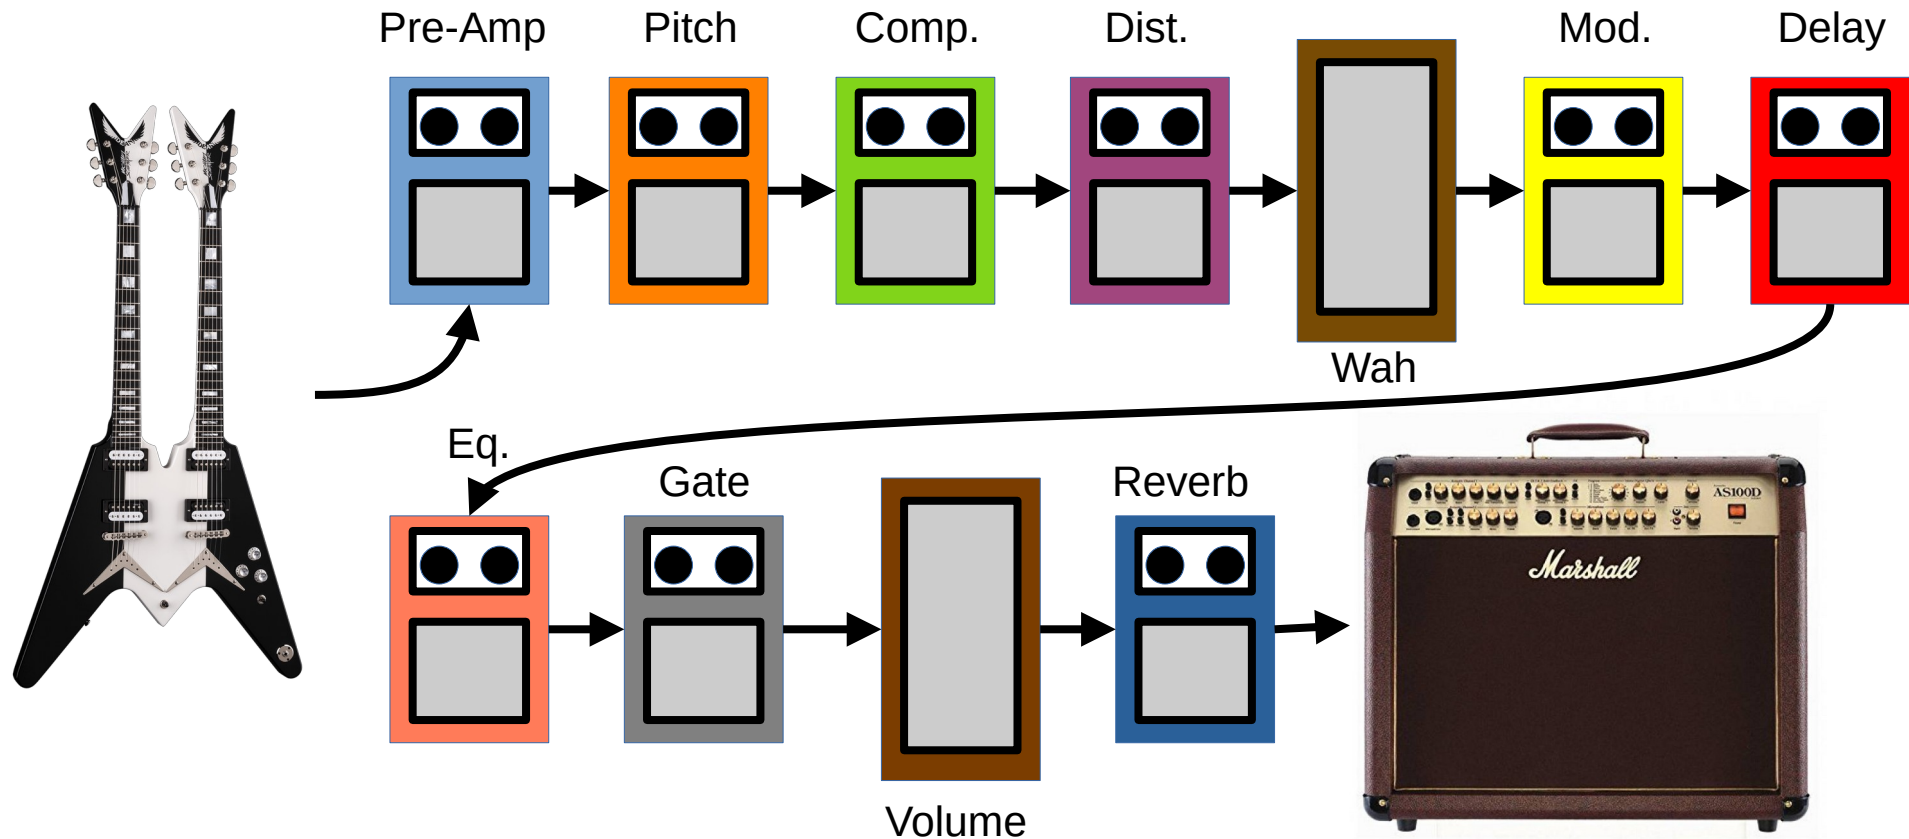 Pre-Amp
Pitch
Comp.
Dist.
Mod.
Delay
Wah
Eq.
Gate
Reverb
AS100D
Marshall
Volume